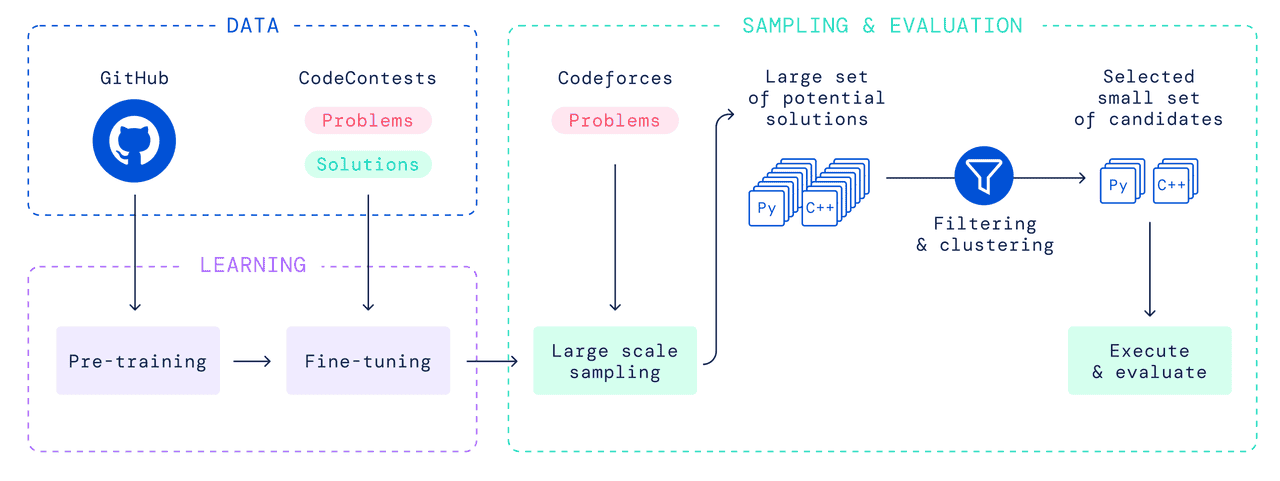 DATA
GitHub
CodeContests
Problems
Solutions
LEARNING
Pre-training
Fine-tuning
SAMPLING & EVALUATION
Codeforces
Problems
Large scale
sampling
Large set
of potential
solutions
Py
C++
Filtering
& clustering
Selected
small set
of candidates
Py
C++
Execute
& evaluate